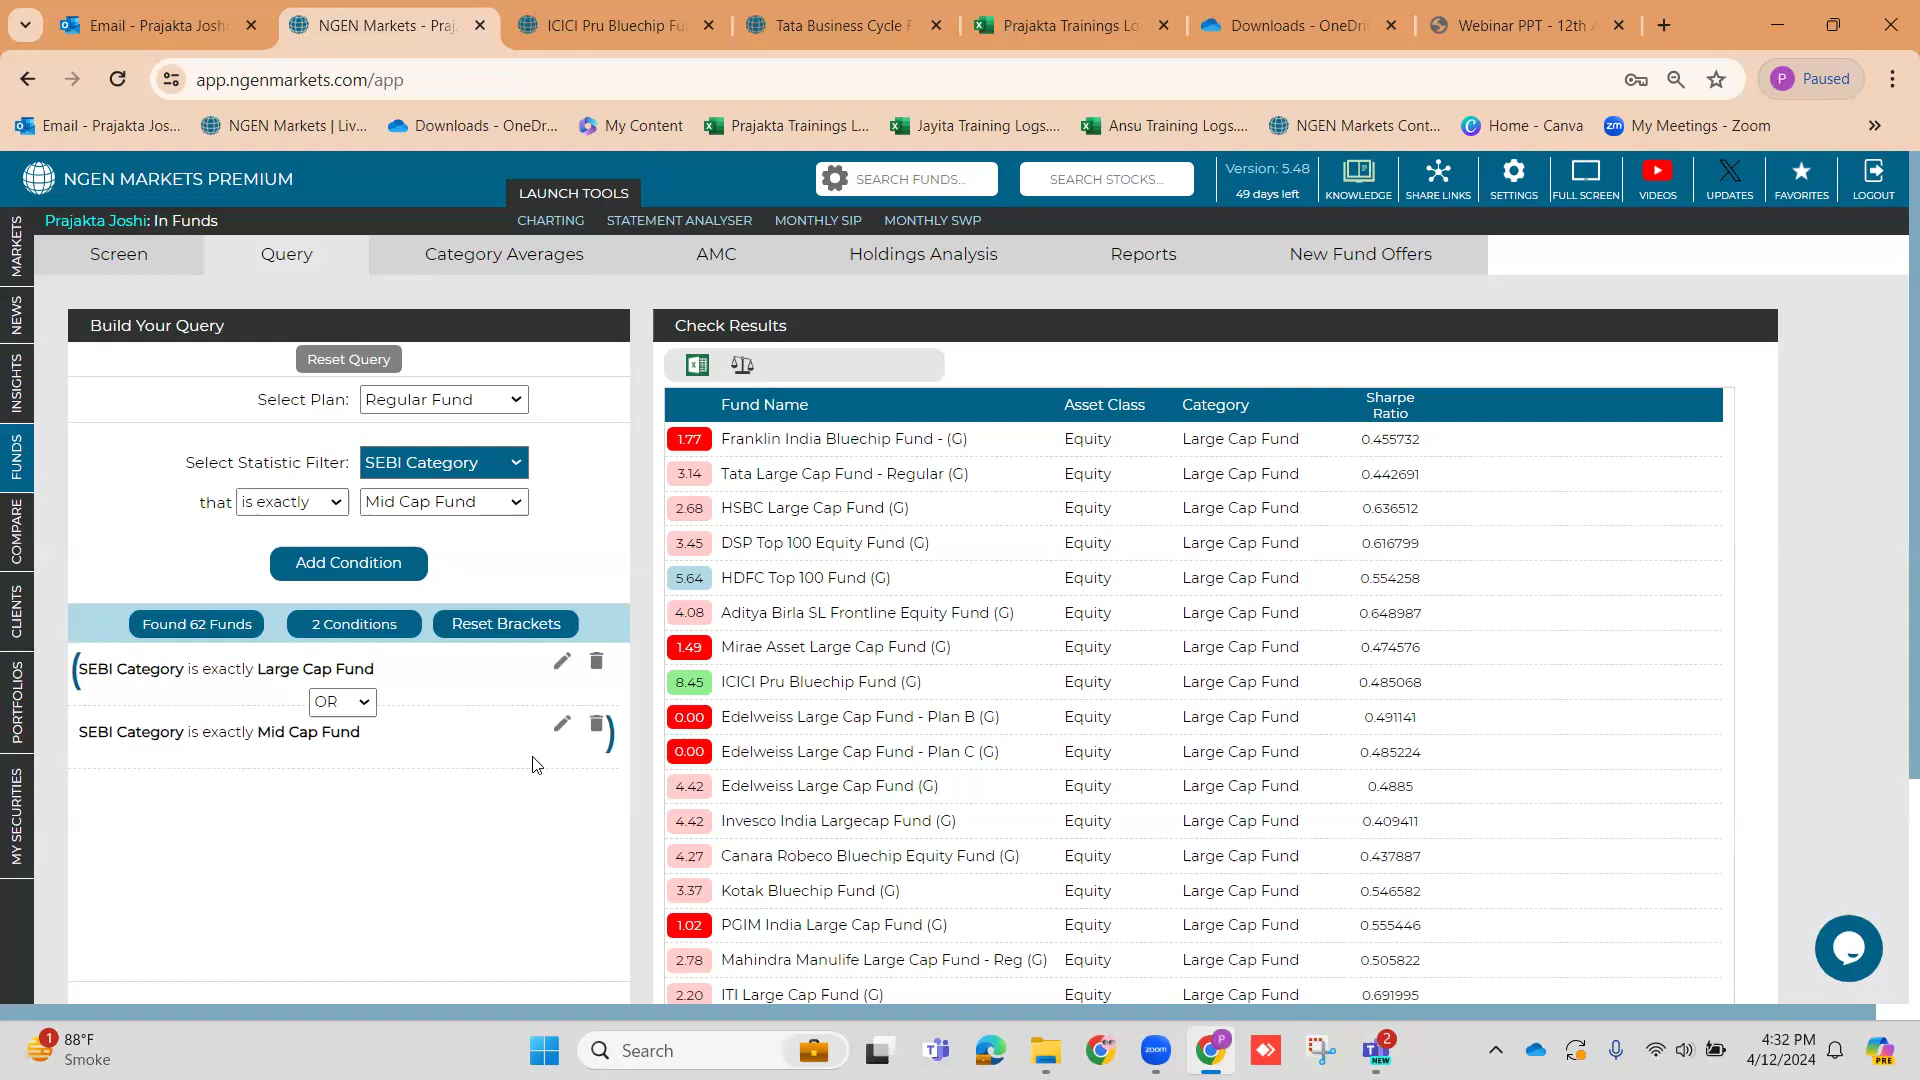 Email - Prajakta Joshi
NGEN Markets - Praj
ICICI Pru Bluechip Fu
Tata Business Cycle F
Prajakta Trainings Lo
Downloads - OneDri
Webinar PPT - 12th A
app.ngenmarkets.com/app
P
Paused
Email - Prajakta Jos...
NGEN Markets | Liv...
Downloads - OneDr...
My Content
Prajakta Trainings L...
Jayita Training Logs....
Ansu Training Logs....
NGEN Markets Cont...
Home - Canva
My Meetings - Zoom
NGEN MARKETS PREMIUM
LAUNCH TOOLS
SEARCH FUNDS...
SEARCH STOCKS...
Version: 5.48
49 days left
KNOWLEDGE
SHARE LINKS
SETTINGS
FULL SCREEN
VIDEOS
UPDATES
FAVORITES
LOGOUT
Prajakta Joshi: In Funds
CHARTING
STATEMENT ANALYSER
MONTHLY SIP
MONTHLY SWP
MARKETS
NEWS
INSIGHTS
FUNDS
COMPARE
CLIENTS
PORTFOLIOS
MY SECURITIES
Screen
Query
Category Averages
AMC
Holdings Analysis
Reports
New Fund Offers
Build Your Query
Reset Query
Select Plan: Regular Fund
Select Statistic Filter: SEBI Category
that is exactly Mid Cap Fund
Add Condition
Found 62 Funds
2 Conditions
Reset Brackets
(SEBI Category is exactly Large Cap Fund
OR
SEBI Category is exactly Mid Cap Fund )
Check Results
Fund Name Asset Class Category Sharpe Ratio
1.77 Franklin India Bluechip Fund - (G) Equity Large Cap Fund 0.455732
3.14 Tata Large Cap Fund - Regular (G) Equity Large Cap Fund 0.442691
2.68 HSBC Large Cap Fund (G) Equity Large Cap Fund 0.636512
3.45 DSP Top 100 Equity Fund (G) Equity Large Cap Fund 0.616799
5.64 HDFC Top 100 Fund (G) Equity Large Cap Fund 0.554258
4.08 Aditya Birla SL Frontline Equity Fund (G) Equity Large Cap Fund 0.648987
1.49 Mirae Asset Large Cap Fund (G) Equity Large Cap Fund 0.474576
8.45 ICICI Pru Bluechip Fund (G) Equity Large Cap Fund 0.485068
0.00 Edelweiss Large Cap Fund - Plan B (G) Equity Large Cap Fund 0.491141
0.00 Edelweiss Large Cap Fund - Plan C (G) Equity Large Cap Fund 0.485224
4.42 Edelweiss Large Cap Fund (G) Equity Large Cap Fund 0.4885
4.42 Invesco India Largecap Fund (G) Equity Large Cap Fund 0.409411
4.27 Canara Robeco Bluechip Equity Fund (G) Equity Large Cap Fund 0.437887
3.37 Kotak Bluechip Fund (G) Equity Large Cap Fund 0.546582
1.02 PGIM India Large Cap Fund (G) Equity Large Cap Fund 0.555446
2.78 Mahindra Manulife Large Cap Fund - Reg (G) Equity Large Cap Fund 0.505822
2.20 ITI Large Cap Fund (G) Equity Large Cap Fund 0.691995
1
88°F
Smoke
Search
zoom
P
2
NEW
4:32 PM
4/12/2024
PRE